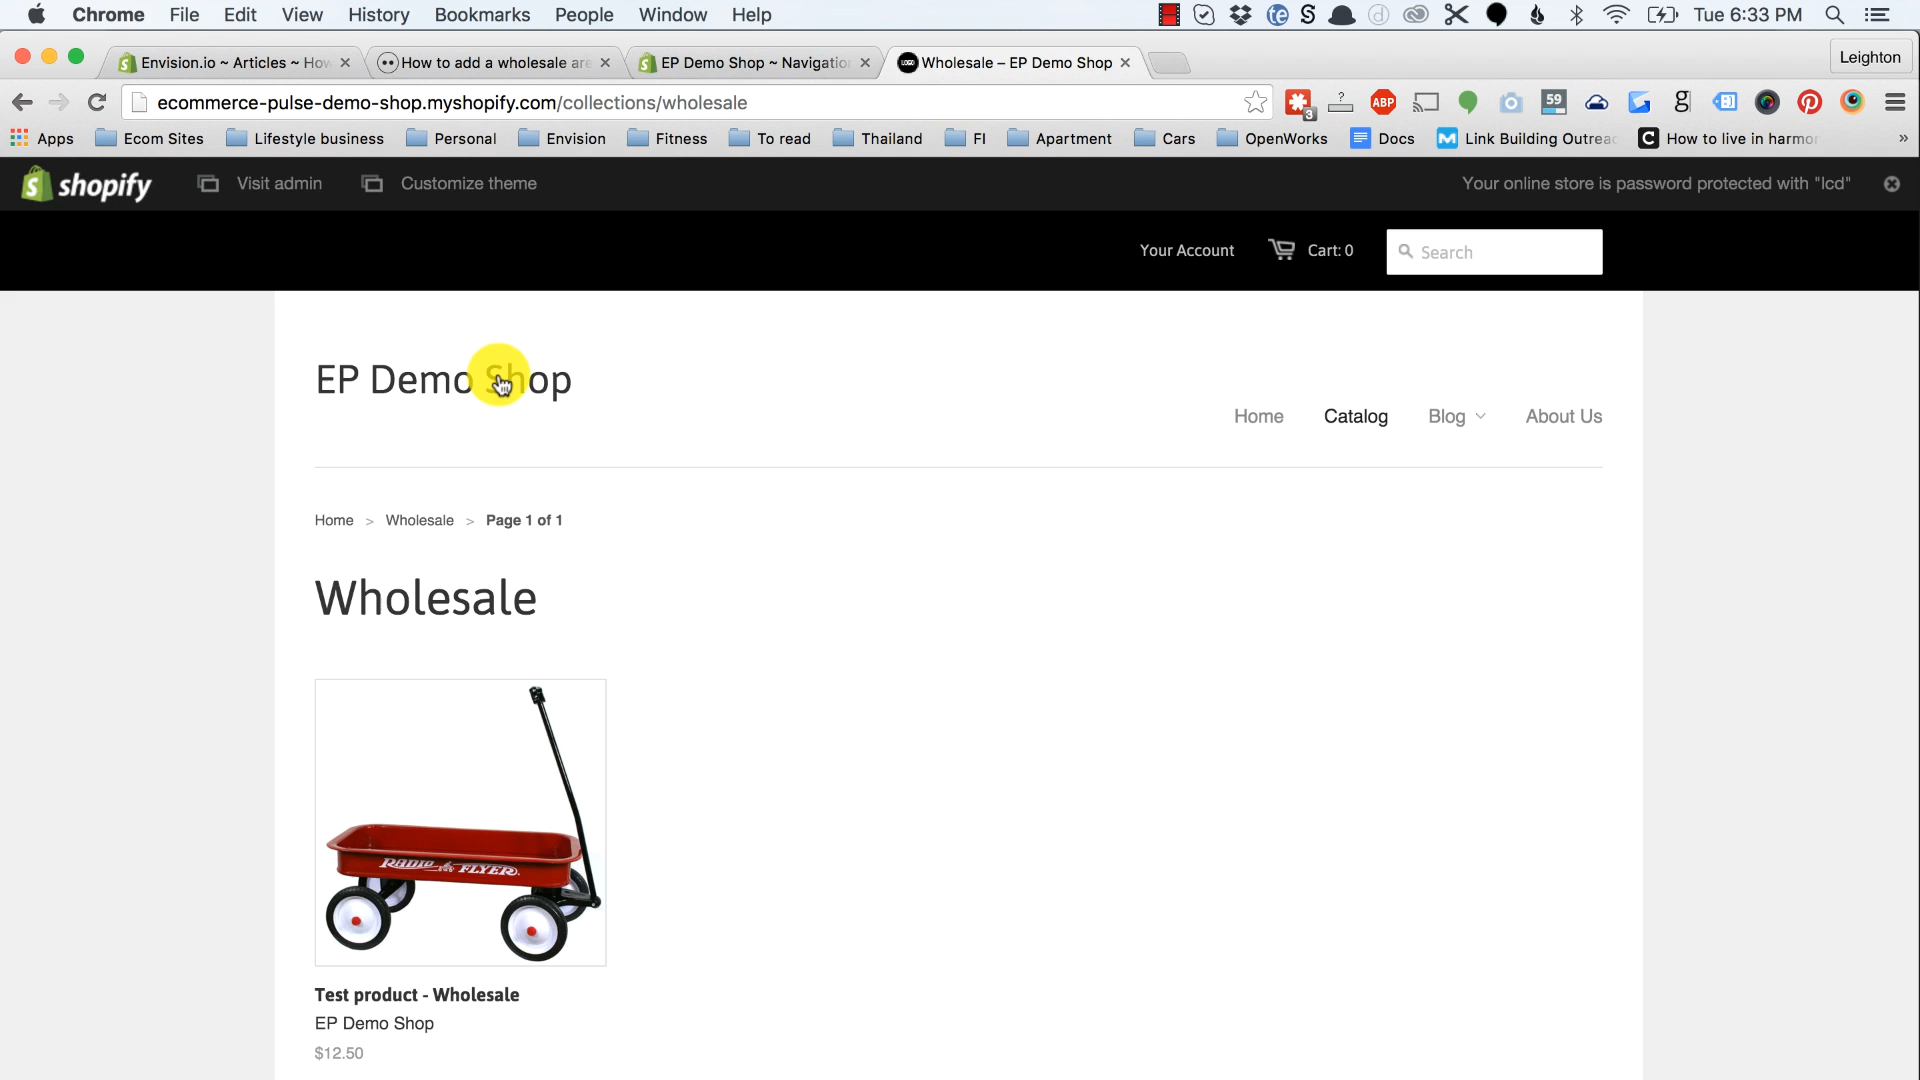 Chrome File Edit View History Bookmarks People Window Help Tue 6:33 PM
Envision.io ~ Articles ~ How How to add a wholesale are EP Demo Shop ~ Navigation Wholesale – EP Demo Shop Leighton
ecommerce-pulse-demo-shop.myshopify.com/collections/wholesale 3 ? ABP 59
Apps Ecom Sites Lifestyle business Personal Envision Fitness To read Thailand FI Apartment Cars OpenWorks Docs Link Building Outreac How to live in harmon »
shopify Visit admin Customize theme Your online store is password protected with "lcd"
Your Account Cart: 0 Search
EP Demo Shop
Home Catalog Blog About Us
Home > Wholesale > Page 1 of 1
Wholesale
RADIO FLYER
Test product - Wholesale
EP Demo Shop
$12.50